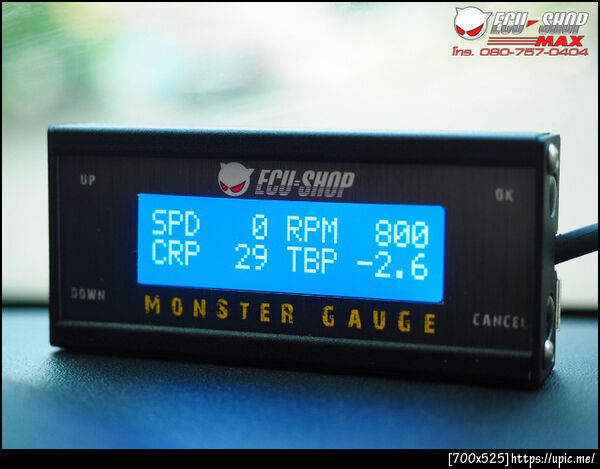 ECU-SHOP
MAX
โทร. 080-757-0404
ECU-SHOP
UP
OK
SPD 0 RPM 800
CRP 29 TBP -2.6
DOWN
CANCEL
MONSTER GAUGE
[700x525]https://upic.me/